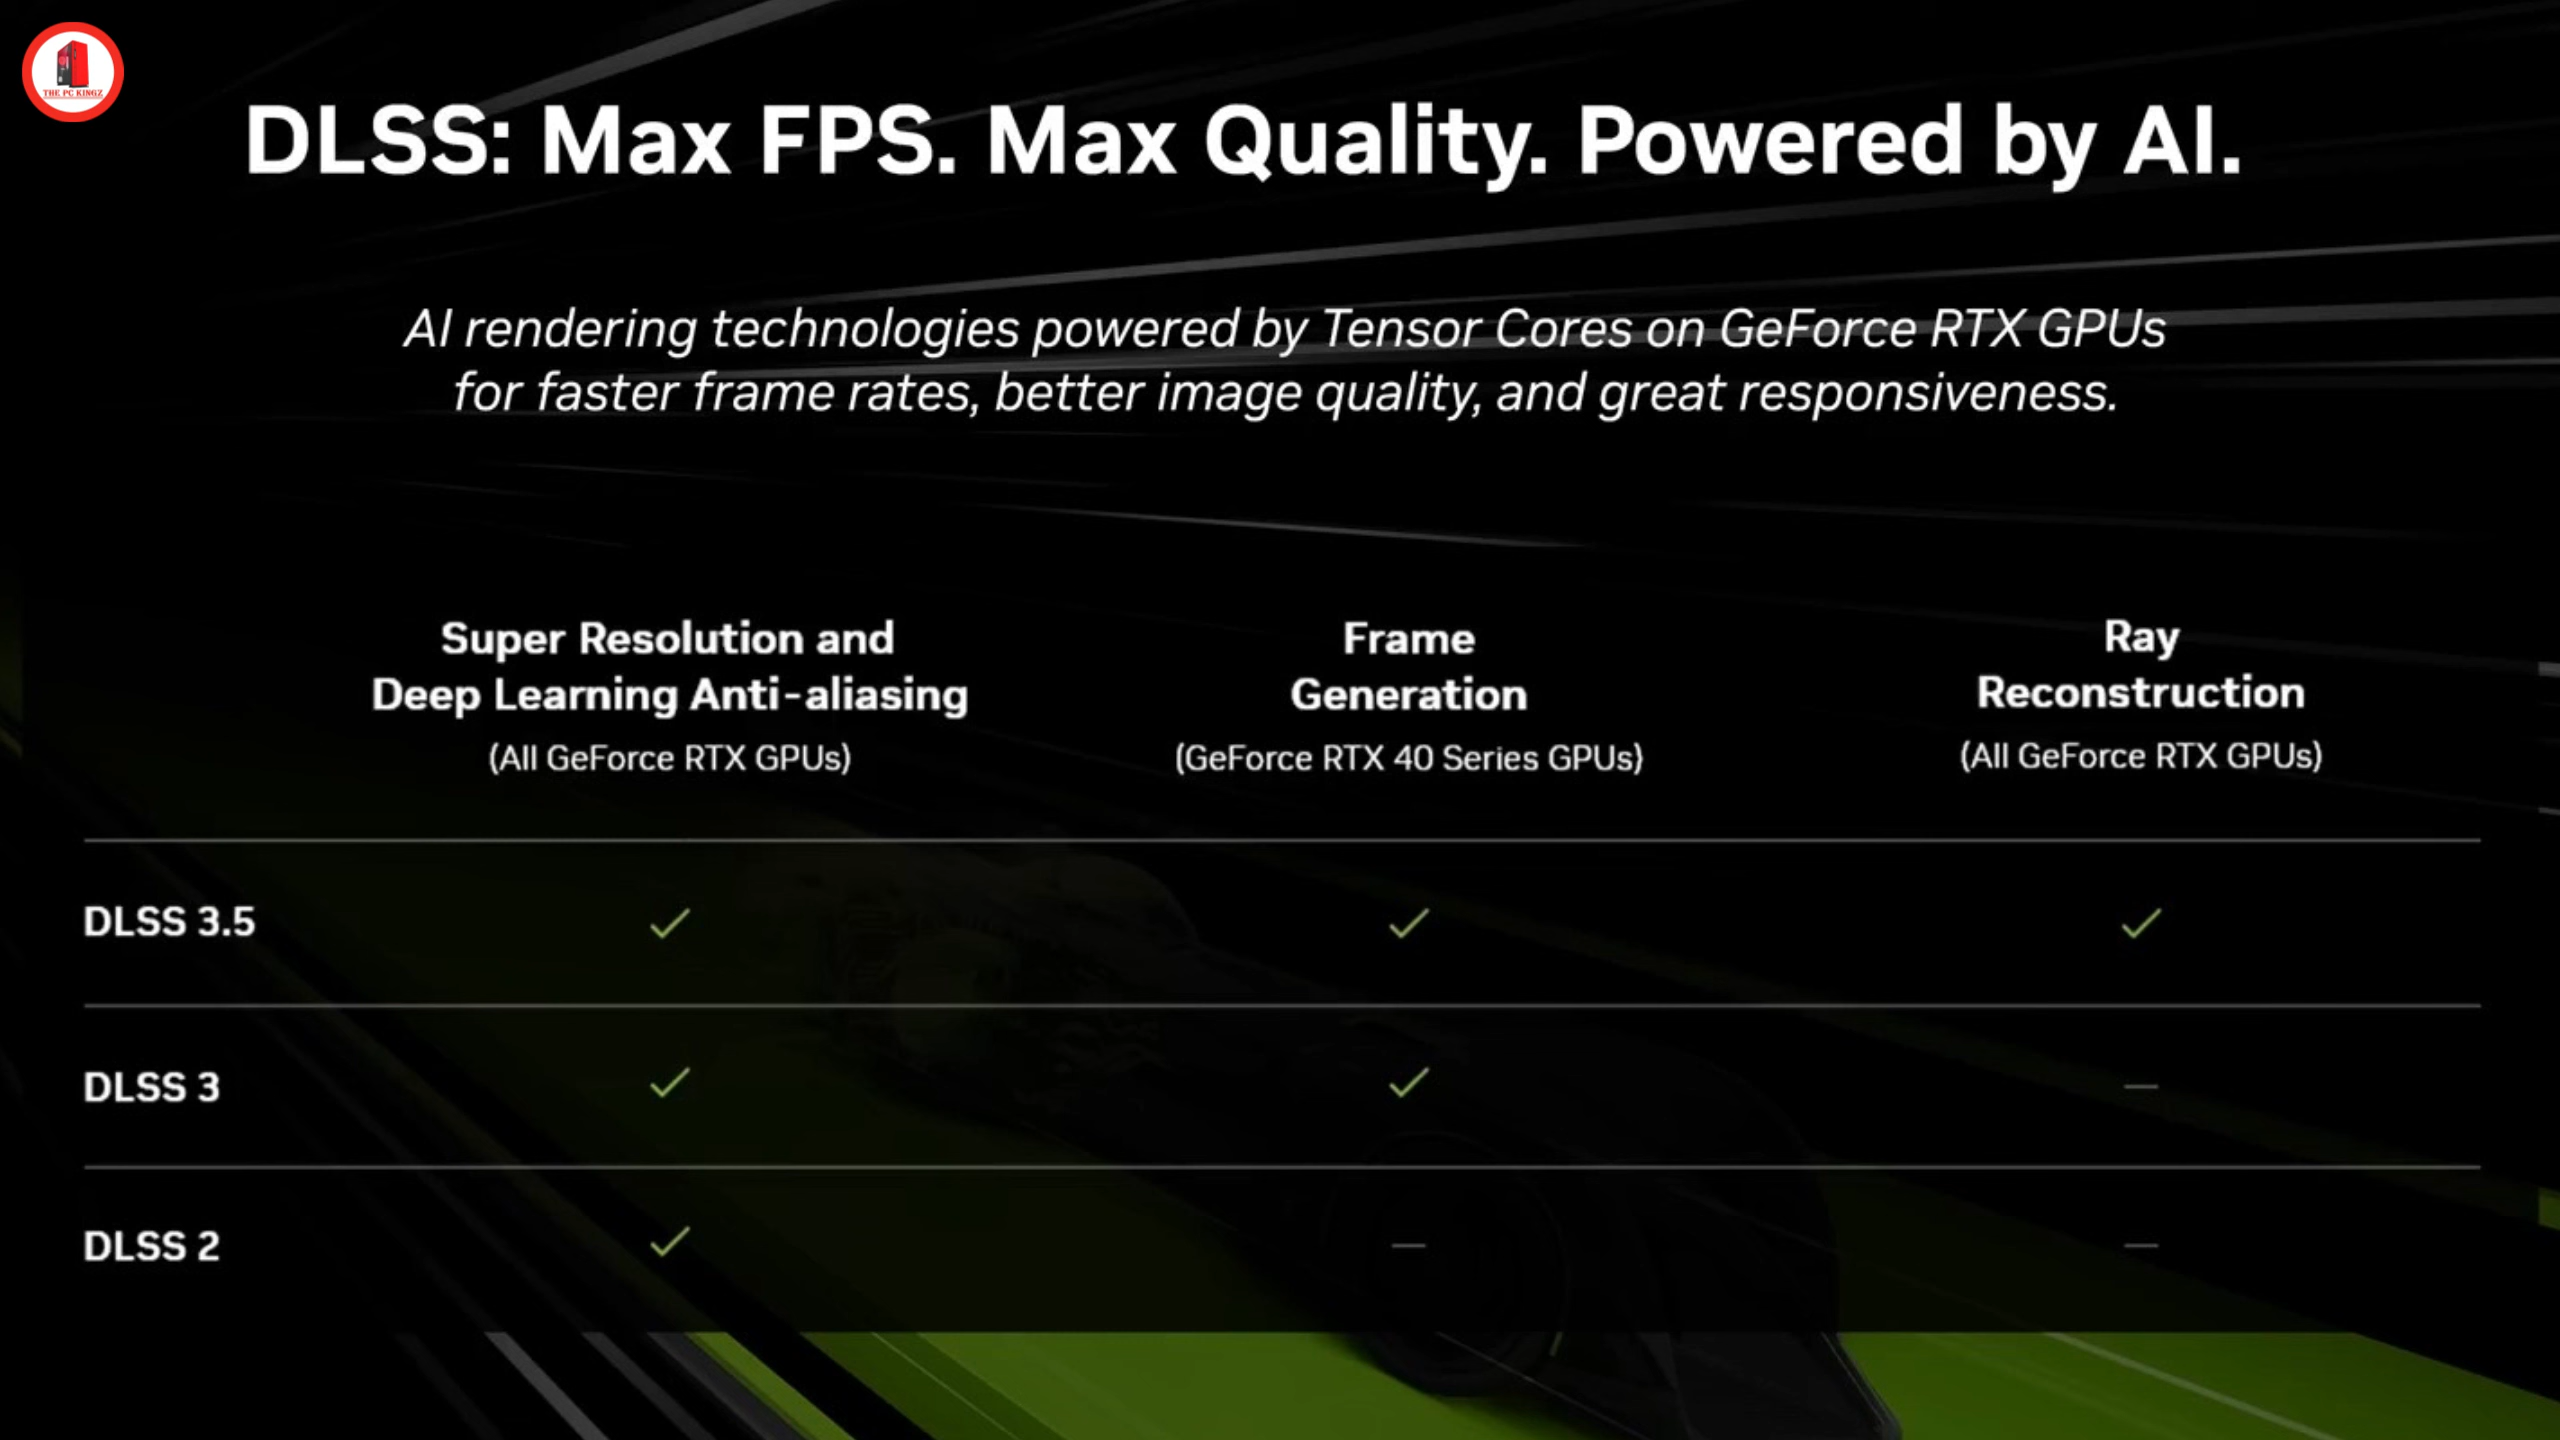 THE PC KINGZ
DLSS: Max FPS. Max Quality. Powered by AI.
AI rendering technologies powered by Tensor Cores on GeForce RTX GPUs
for faster frame rates, better image quality, and great responsiveness.
Super Resolution and
Deep Learning Anti-aliasing
(All GeForce RTX GPUs)
Frame
Generation
(GeForce RTX 40 Series GPUs)
Ray
Reconstruction
(All GeForce RTX GPUs)
DLSS 3.5 ✓ ✓ ✓
DLSS 3 ✓ ✓ —
DLSS 2 ✓ — —